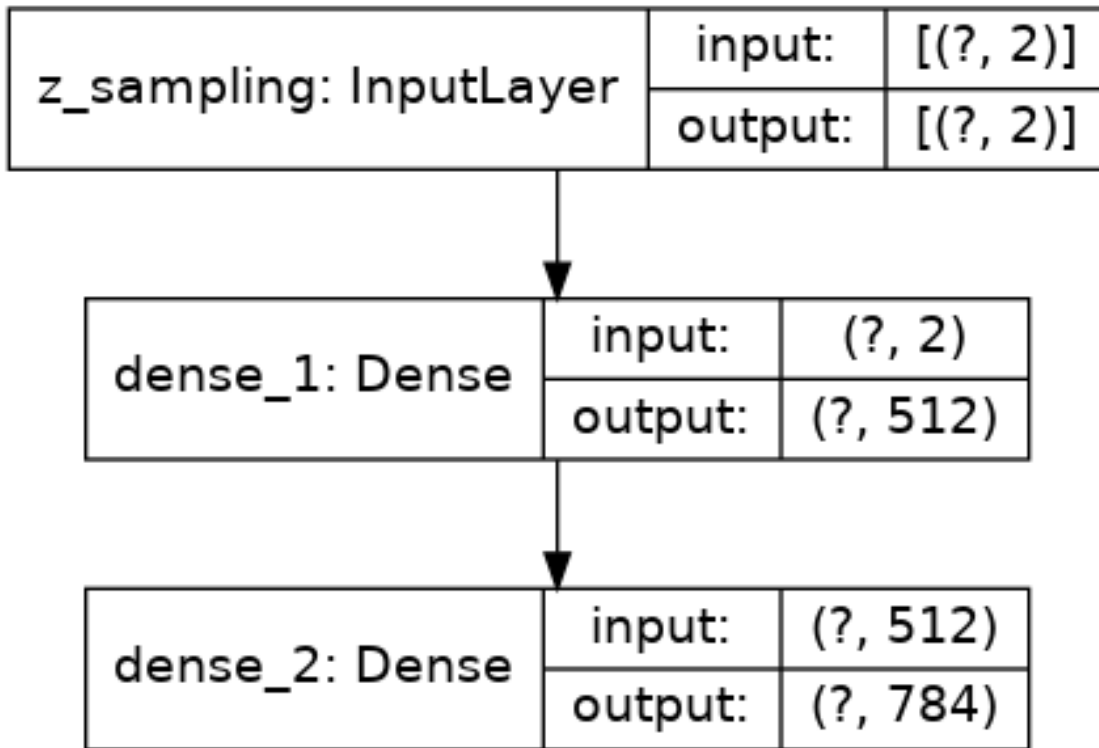 z_sampling: InputLayer
input: [(?, 2)]
output: [(?, 2)]
dense_1: Dense
input: (?, 2)
output: (?, 512)
dense_2: Dense
input: (?, 512)
output: (?, 784)